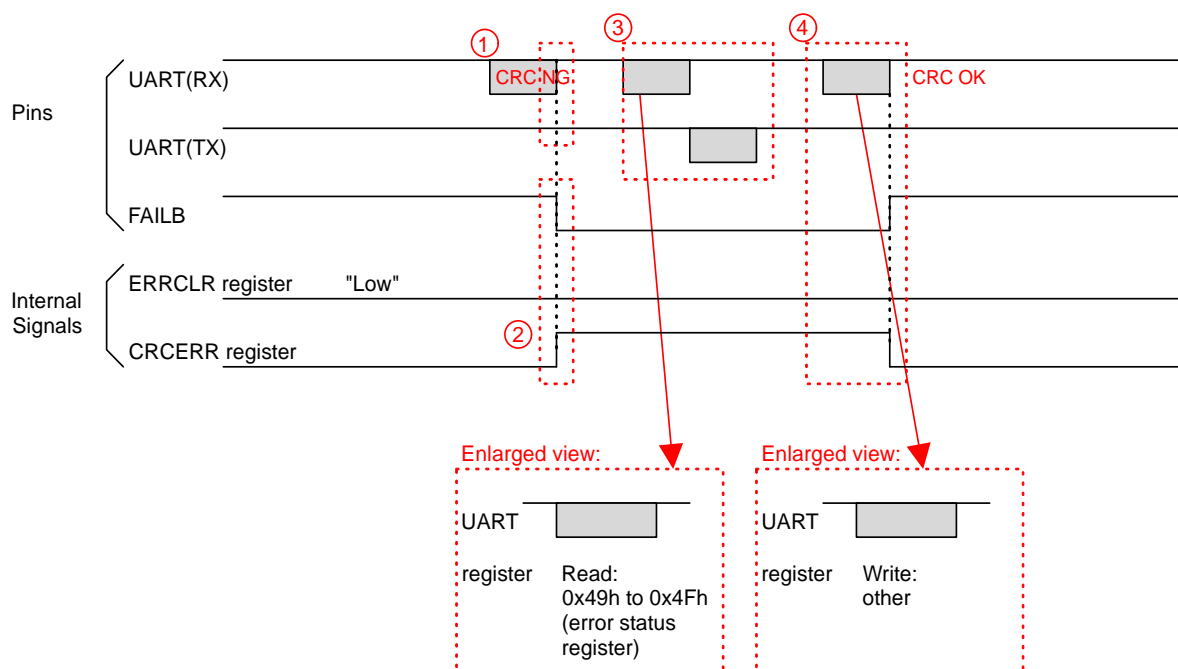 ① ③ ④
CRC NG CRC OK
UART(RX)
Pins
UART(TX)
FAILB
ERRCLR register "Low"
Internal
Signals
②
CRCERR register
Enlarged view: Enlarged view:
UART UART
register Read: register Write:
0x49h to 0x4Fh other
(error status
register)